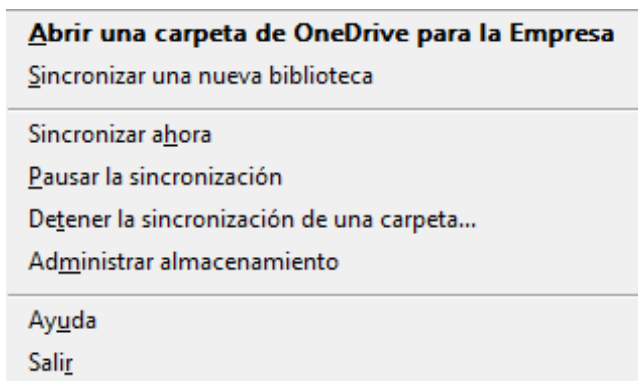 Abrir una carpeta de OneDrive para la Empresa
Sincronizar una nueva biblioteca
Sincronizar ahora
Pausar la sincronización
Detener la sincronización de una carpeta...
Administrar almacenamiento
Ayuda
Salir